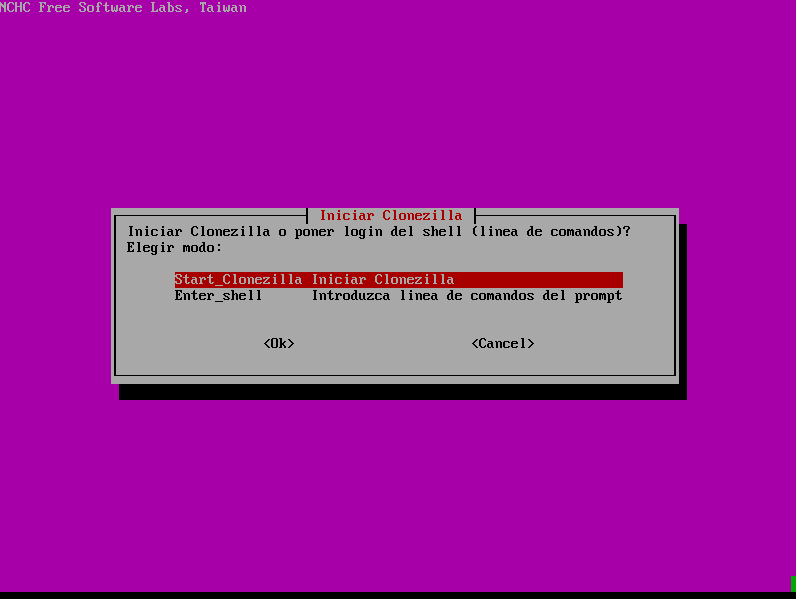 NCHC Free Software Labs, Taiwan
Iniciar Clonezilla
Iniciar Clonezilla o poner login del shell (linea de comandos)?
Elegir modo:
Start_Clonezilla Iniciar Clonezilla
Enter_shell Introduzca linea de comandos del prompt
<Ok> <Cancel>